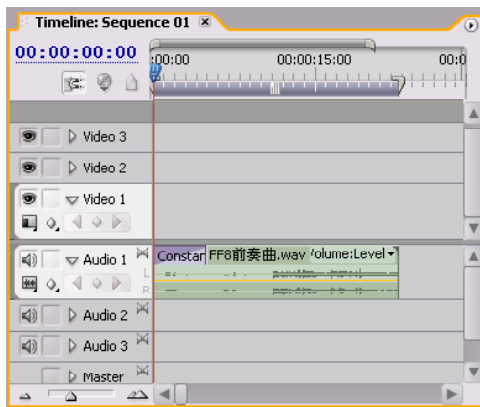 Timeline: Sequence 01
00:00:00:00
:00:00 00:00:15:00 00:0
Video 3
Video 2
Video 1
Audio 1 Constar FF8前奏曲.wav /olume:Level
L
R
Audio 2
Audio 3
Master